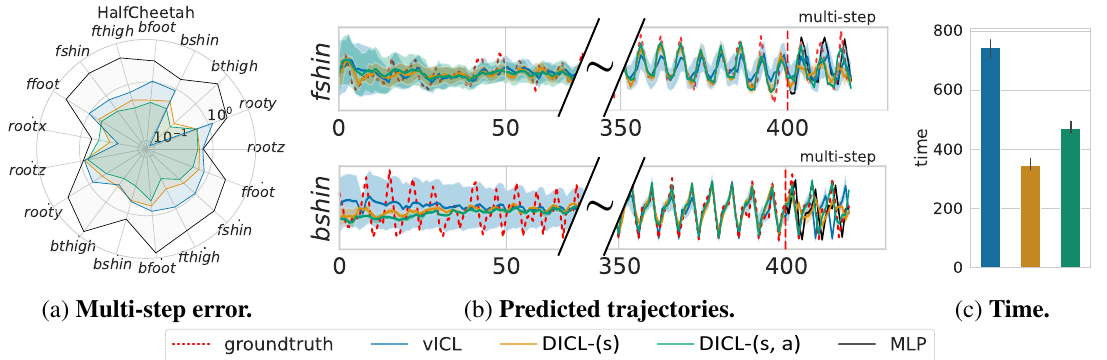 HalfCheetah
bfoot
fthigh
bshin
fshin
bthigh
ffoot
rooty
10⁰
10⁻¹
rootx
rootz
rootz
ffoot
rooty
fshin
bthigh
fthigh
bshin
bfoot
multi-step
fshin
~
0
50
350
400
multi-step
bshin
~
0
50
350
400
800
600
400
200
0
time
(a) Multi-step error.
(b) Predicted trajectories.
(c) Time.
groundtruth
vICL
DICL-(s)
DICL-(s, a)
MLP